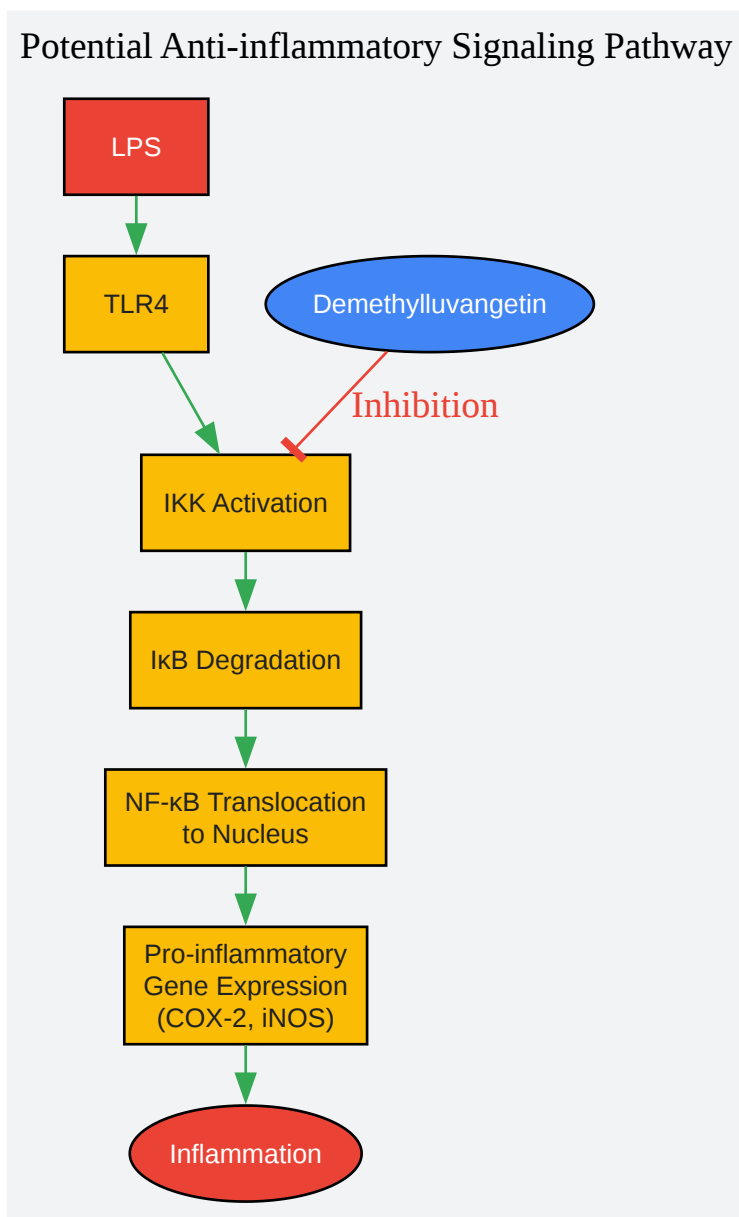 Potential Anti-inflammatory Signaling Pathway
LPS
TLR4
Demethylluvangetin
Inhibition
IKK Activation
IκB Degradation
NF-κB Translocation
to Nucleus
Pro-inflammatory
Gene Expression
(COX-2, iNOS)
Inflammation